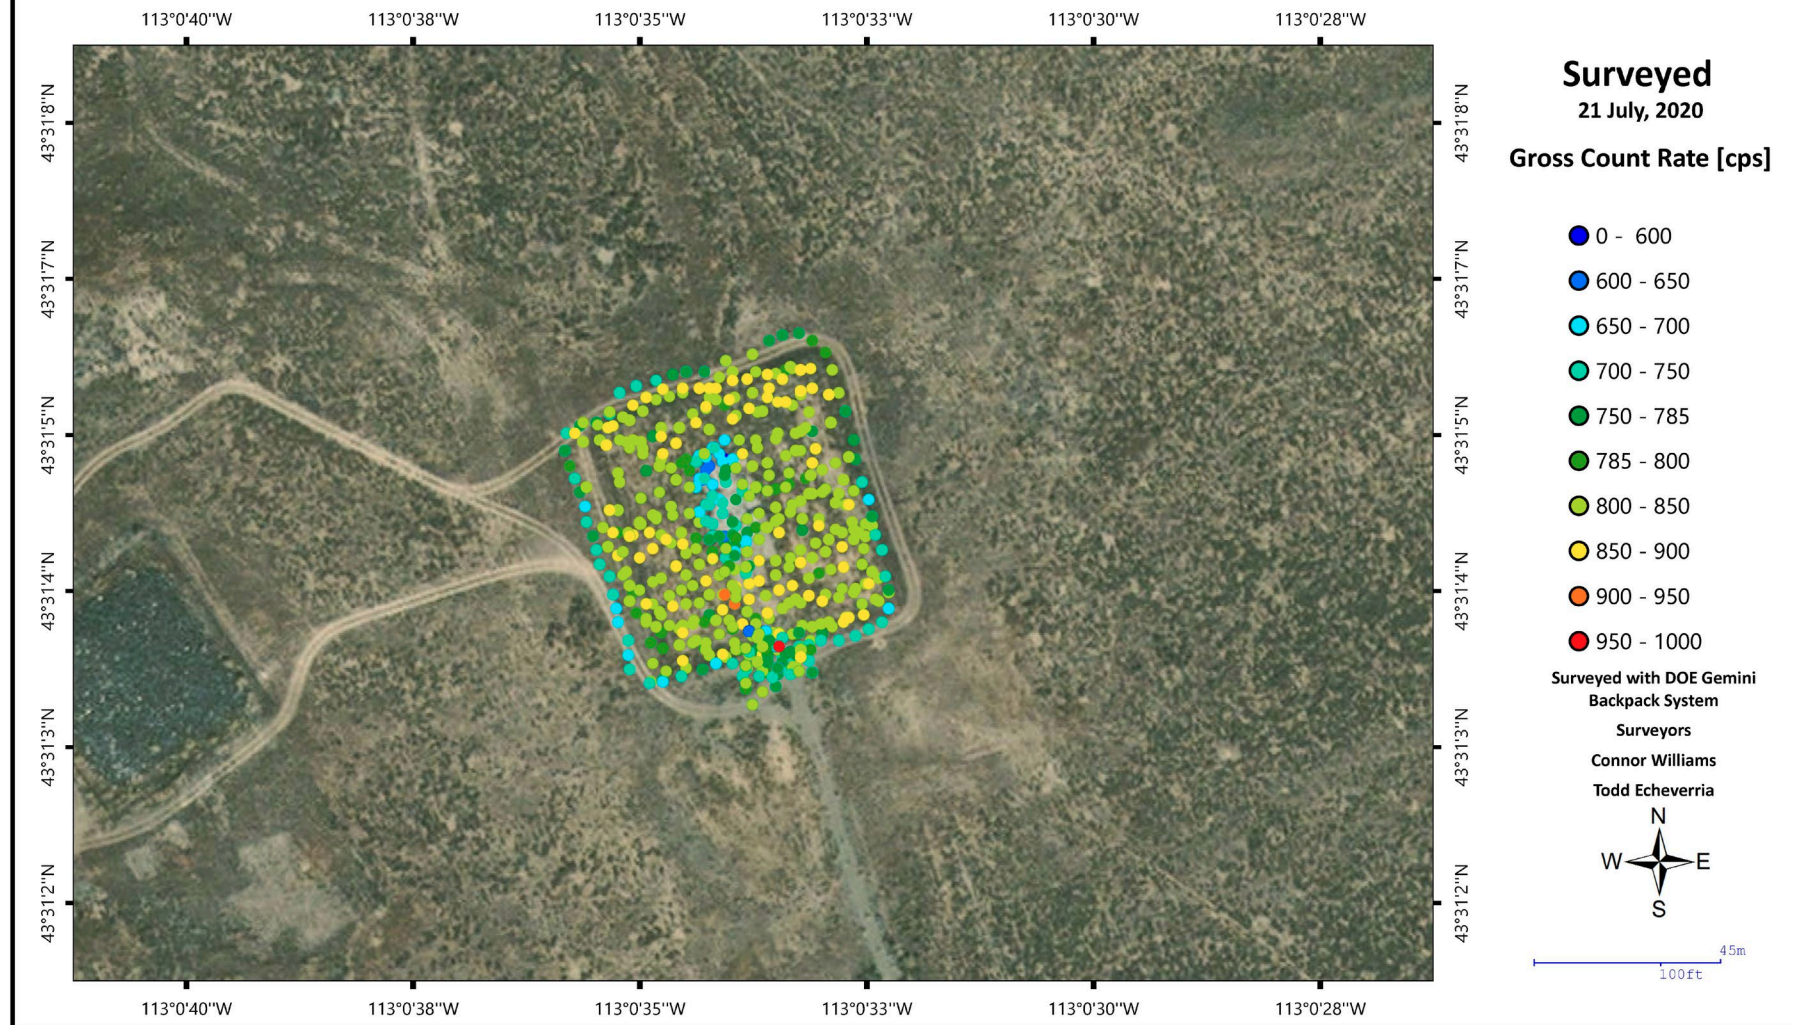 113°0'40"W 113°0'38"W 113°0'35"W 113°0'33"W 113°0'30"W 113°0'28"W
43°31'8"N
43°31'7"N
43°31'5"N
43°31'4"N
43°31'3"N
43°31'2"N
43°31'8"N
43°31'7"N
43°31'5"N
43°31'4"N
43°31'3"N
43°31'2"N
113°0'40"W 113°0'38"W 113°0'35"W 113°0'33"W 113°0'30"W 113°0'28"W
Surveyed
21 July, 2020
Gross Count Rate [cps]
0 - 600
600 - 650
650 - 700
700 - 750
750 - 785
785 - 800
800 - 850
850 - 900
900 - 950
950 - 1000
Surveyed with DOE Gemini
Backpack System
Surveyors
Connor Williams
Todd Echeverria
N
W E
S
45m
100ft